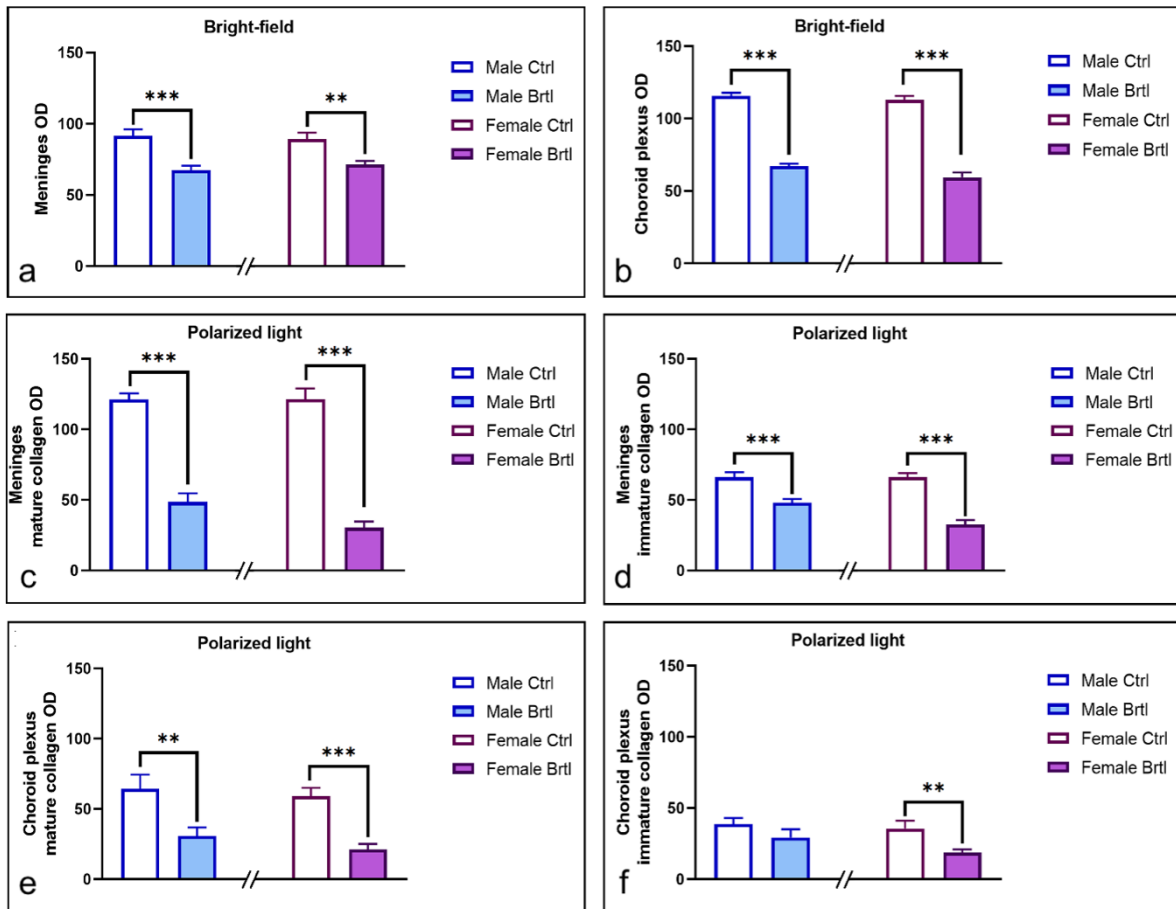 Bright-field
150
100
50
0
Meninges OD
***
**
//
Male Ctrl
Male Brtl
Female Ctrl
Female Brtl
a
Bright-field
150
100
50
0
Choroid plexus OD
***
***
//
Male Ctrl
Male Brtl
Female Ctrl
Female Brtl
b
Polarized light
150
100
50
0
Meninges
mature collagen OD
***
***
//
Male Ctrl
Male Brtl
Female Ctrl
Female Brtl
c
Polarized light
150
100
50
0
Meninges
immature collagen OD
***
***
//
Male Ctrl
Male Brtl
Female Ctrl
Female Brtl
d
Polarized light
150
100
50
0
Choroid plexus
mature collagen OD
**
***
//
Male Ctrl
Male Brtl
Female Ctrl
Female Brtl
e
Polarized light
150
100
50
0
Choroid plexus
immature collagen OD
**
//
Male Ctrl
Male Brtl
Female Ctrl
Female Brtl
f